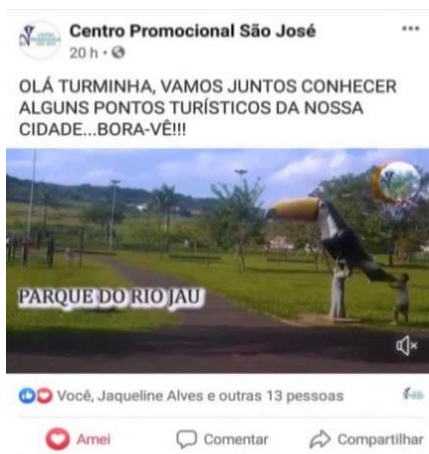 Centro Promocional São José
20 h
OLÁ TURMINHA, VAMOS JUNTOS CONHECER
ALGUNS PONTOS TURÍSTICOS DA NOSSA
CIDADE...BORA-VÊ!!!
PARQUE DO RIO JAU
Você, Jaqueline Alves e outras 13 pessoas
Amei
Comentar
Compartilhar